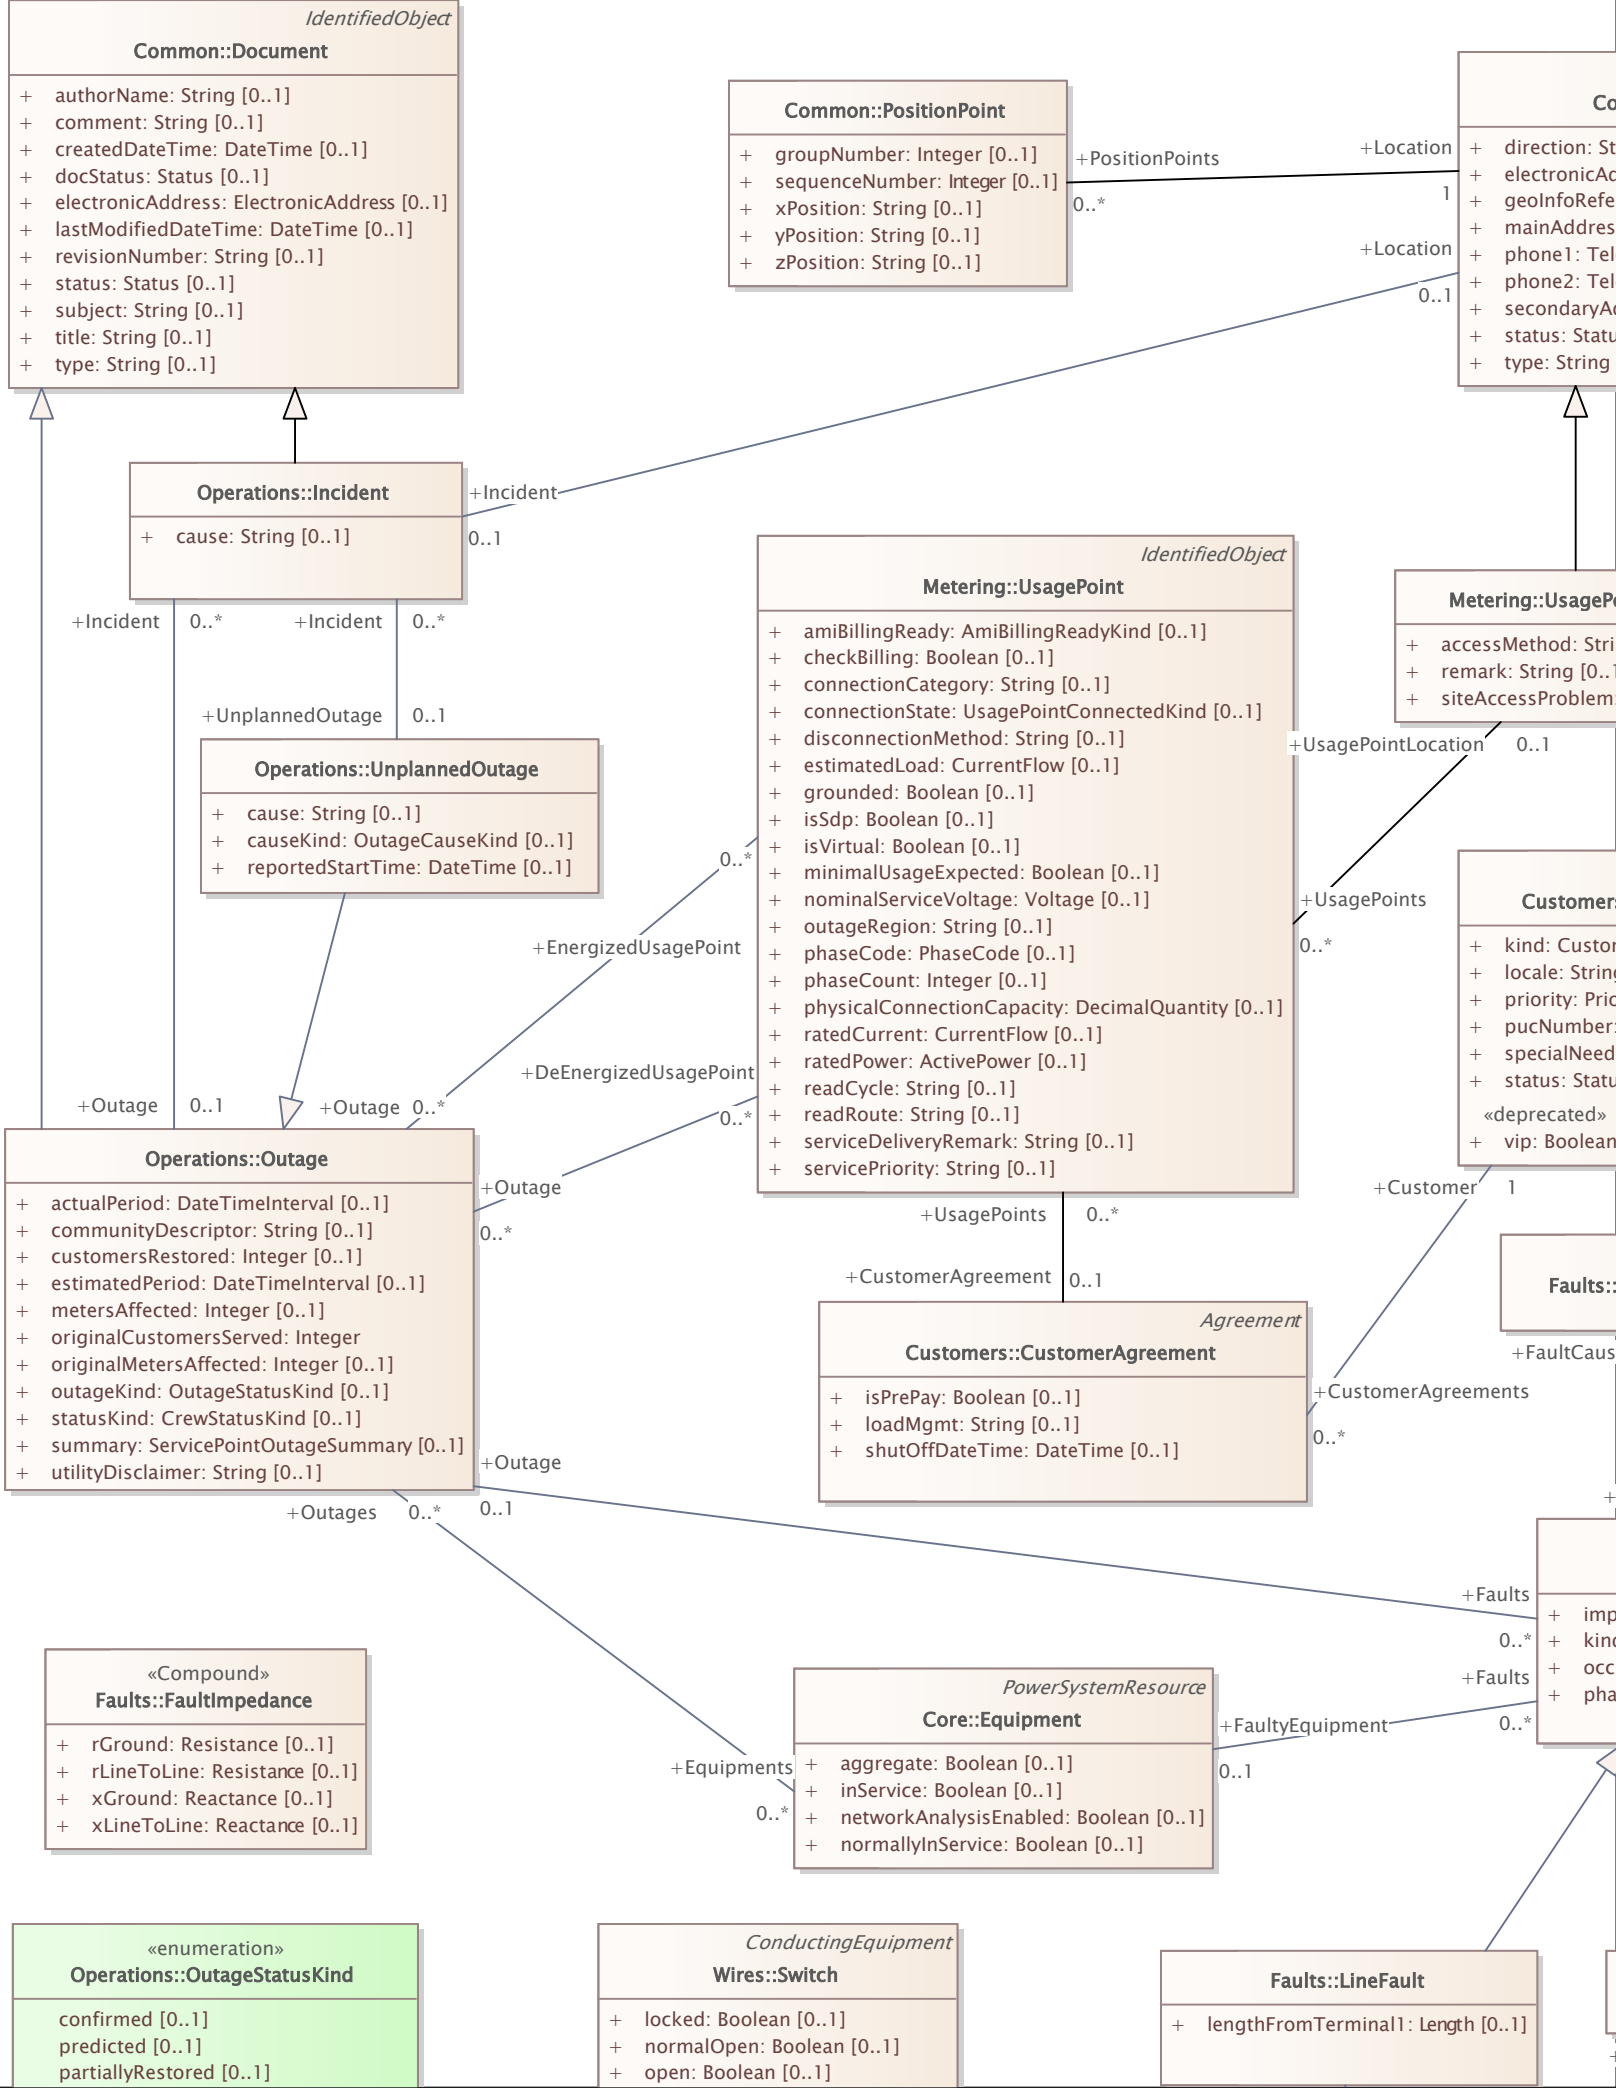 IdentifiedObject
Common::Document
+ authorName: String [0..1]
+ comment: String [0..1]
+ createdDateTime: DateTime [0..1]
+ docStatus: Status [0..1]
+ electronicAddress: ElectronicAddress [0..1]
+ lastModifiedDateTime: DateTime [0..1]
+ revisionNumber: String [0..1]
+ status: Status [0..1]
+ subject: String [0..1]
+ title: String [0..1]
+ type: String [0..1]
Common::PositionPoint
+ groupNumber: Integer [0..1]
+ sequenceNumber: Integer [0..1]
+ xPosition: String [0..1]
+ yPosition: String [0..1]
+ zPosition: String [0..1]
+PositionPoints
0..*
+Location
1
+Location
0..1
Co
+ direction: St
+ electronicAd
+ geoInfoRefe
+ mainAddres
+ phone1: Tel
+ phone2: Tel
+ secondaryAd
+ status: Statu
+ type: String
Operations::Incident
+ cause: String [0..1]
+Incident
0..1
+Incident 0..*
+Incident 0..*
+UnplannedOutage 0..1
Operations::UnplannedOutage
+ cause: String [0..1]
+ causeKind: OutageCauseKind [0..1]
+ reportedStartTime: DateTime [0..1]
IdentifiedObject
Metering::UsagePoint
+ amiBillingReady: AmiBillingReadyKind [0..1]
+ checkBilling: Boolean [0..1]
+ connectionCategory: String [0..1]
+ connectionState: UsagePointConnectedKind [0..1]
+ disconnectionMethod: String [0..1]
+ estimatedLoad: CurrentFlow [0..1]
+ grounded: Boolean [0..1]
+ isSdp: Boolean [0..1]
+ isVirtual: Boolean [0..1]
+ minimalUsageExpected: Boolean [0..1]
+ nominalServiceVoltage: Voltage [0..1]
+ outageRegion: String [0..1]
+ phaseCode: PhaseCode [0..1]
+ phaseCount: Integer [0..1]
+ physicalConnectionCapacity: DecimalQuantity [0..1]
+ ratedCurrent: CurrentFlow [0..1]
+ ratedPower: ActivePower [0..1]
+ readCycle: String [0..1]
+ readRoute: String [0..1]
+ serviceDeliveryRemark: String [0..1]
+ servicePriority: String [0..1]
Metering::UsagePo
+ accessMethod: Stri
+ remark: String [0..1
+ siteAccessProblem:
+UsagePointLocation 0..1
+UsagePoints
0..*
0..*
+EnergizedUsagePoint
+DeEnergizedUsagePoint
0..*
Customers
+ kind: Custor
+ locale: String
+ priority: Pric
+ pucNumber:
+ specialNeed
+ status: Statu
«deprecated»
+ vip: Boolean
+Customer 1
+Outage 0..1
+Outage 0..*
Operations::Outage
+ actualPeriod: DateTimeInterval [0..1]
+ communityDescriptor: String [0..1]
+ customersRestored: Integer [0..1]
+ estimatedPeriod: DateTimeInterval [0..1]
+ metersAffected: Integer [0..1]
+ originalCustomersServed: Integer
+ originalMetersAffected: Integer [0..1]
+ outageKind: OutageStatusKind [0..1]
+ statusKind: CrewStatusKind [0..1]
+ summary: ServicePointOutageSummary [0..1]
+ utilityDisclaimer: String [0..1]
+Outage
0..*
+UsagePoints 0..*
+CustomerAgreement 0..1
Agreement
Customers::CustomerAgreement
+ isPrePay: Boolean [0..1]
+ loadMgmt: String [0..1]
+ shutOffDateTime: DateTime [0..1]
+CustomerAgreements
0..*
Faults::
+FaultCaus
+
+Outage
0..1
+Outages 0..*
+Faults
0..*
+Faults
0..*
+ imp
+ kind
+ occ
+ pha
«Compound»
Faults::FaultImpedance
+ rGround: Resistance [0..1]
+ rLineToLine: Resistance [0..1]
+ xGround: Reactance [0..1]
+ xLineToLine: Reactance [0..1]
PowerSystemResource
Core::Equipment
+ aggregate: Boolean [0..1]
+ inService: Boolean [0..1]
+ networkAnalysisEnabled: Boolean [0..1]
+ normallyInService: Boolean [0..1]
+Equipments
0..*
+FaultyEquipment
0..1
«enumeration»
Operations::OutageStatusKind
confirmed [0..1]
predicted [0..1]
partiallyRestored [0..1]
ConductingEquipment
Wires::Switch
+ locked: Boolean [0..1]
+ normalOpen: Boolean [0..1]
+ open: Boolean [0..1]
Faults::LineFault
+ lengthFromTerminal1: Length [0..1]
+